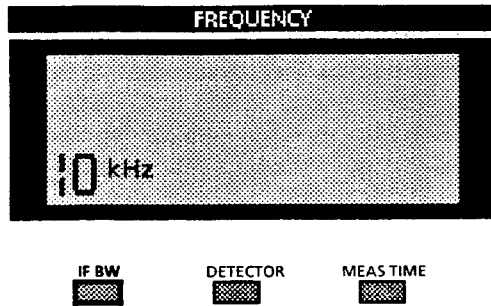 FREQUENCY
10 kHz
IF BW
DETECTOR
MEAS TIME